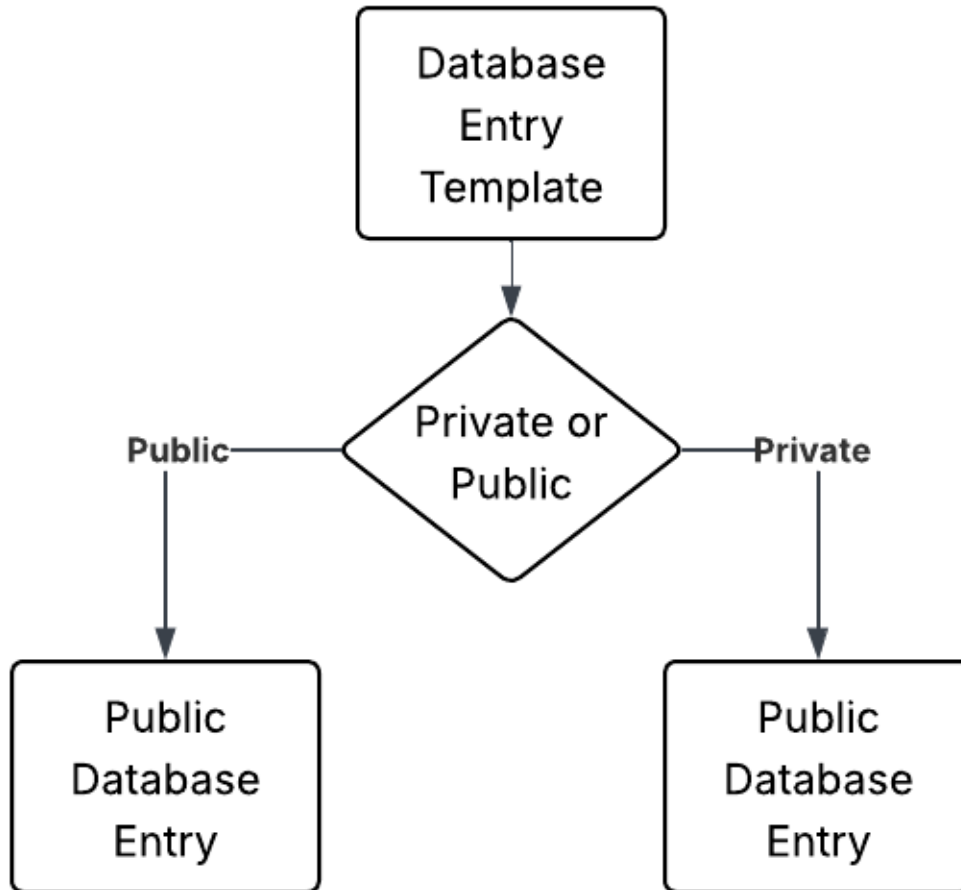 Database
Entry
Template
Private or
Public
Public
Private
Public
Database
Entry
Public
Database
Entry